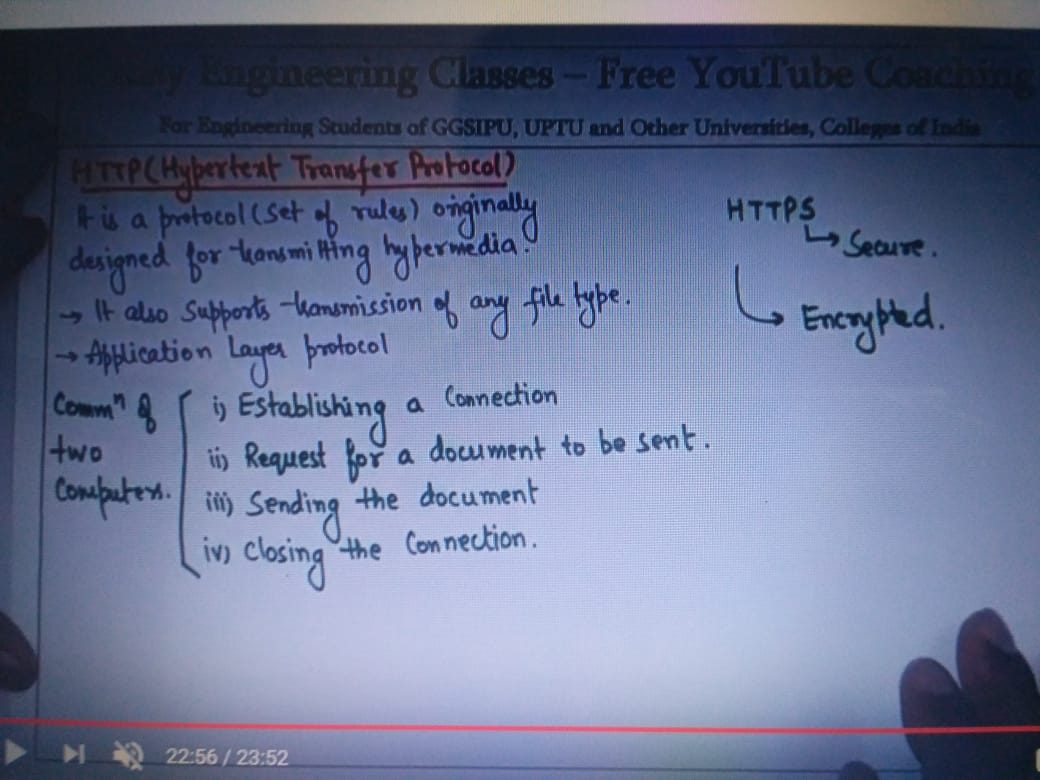 Engineering Classes – Free YouTube Coaching
For Engineering Students of GGSIPU, UPTU and Other Universities, Colleges of India
HTTP(Hypertext Transfer Protocol)
It is a protocol (set of rules) originally
designed for transmitting hypermedia.
→ It also Supports transmission of any file type.
→ Application Layer protocol
Commⁿ of
two
Computers.
i) Establishing a Connection
ii) Request for a document to be sent.
iii) Sending the document
iv) Closing the Connection.
HTTPS
↳ Secure.
↳ Encrypted.
22:56 / 23:52